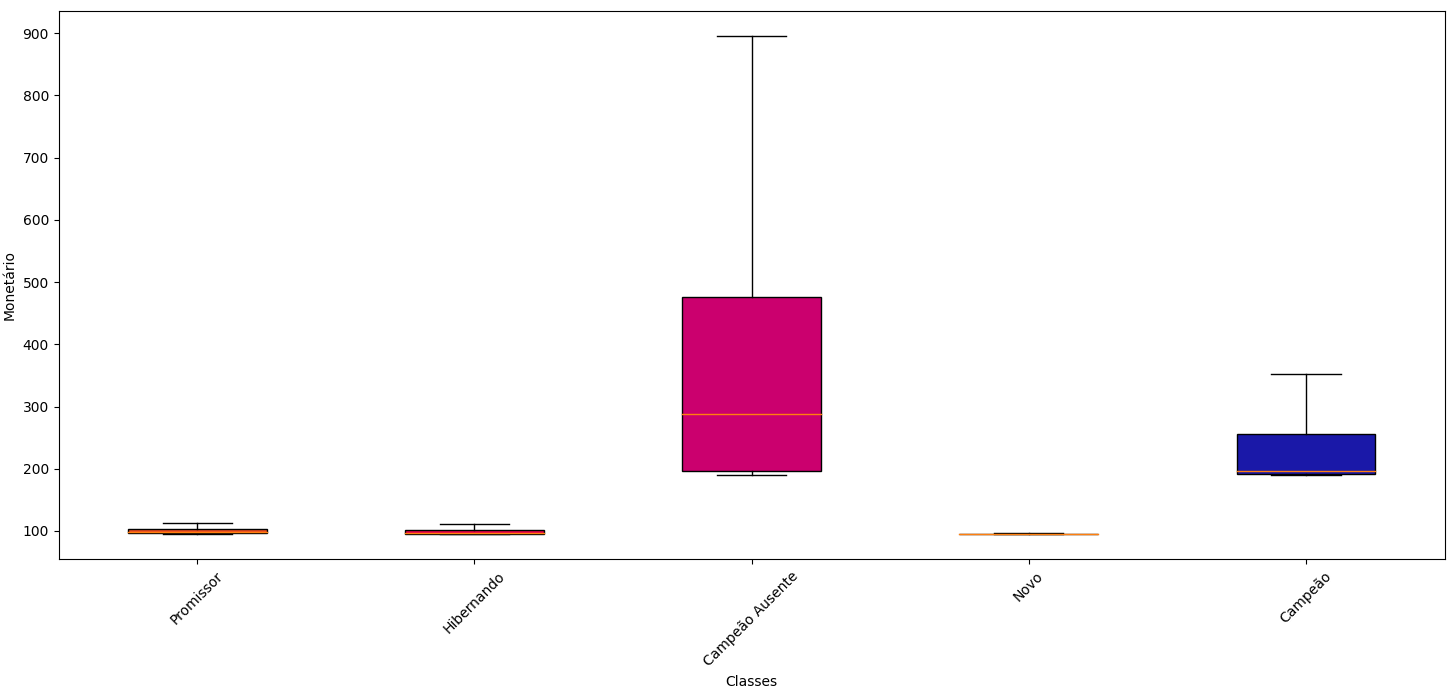 Monetário
900
800
700
600
500
400
300
200
100
Promissor
Hibernando
Campeão Ausente
Novo
Campeão
Classes